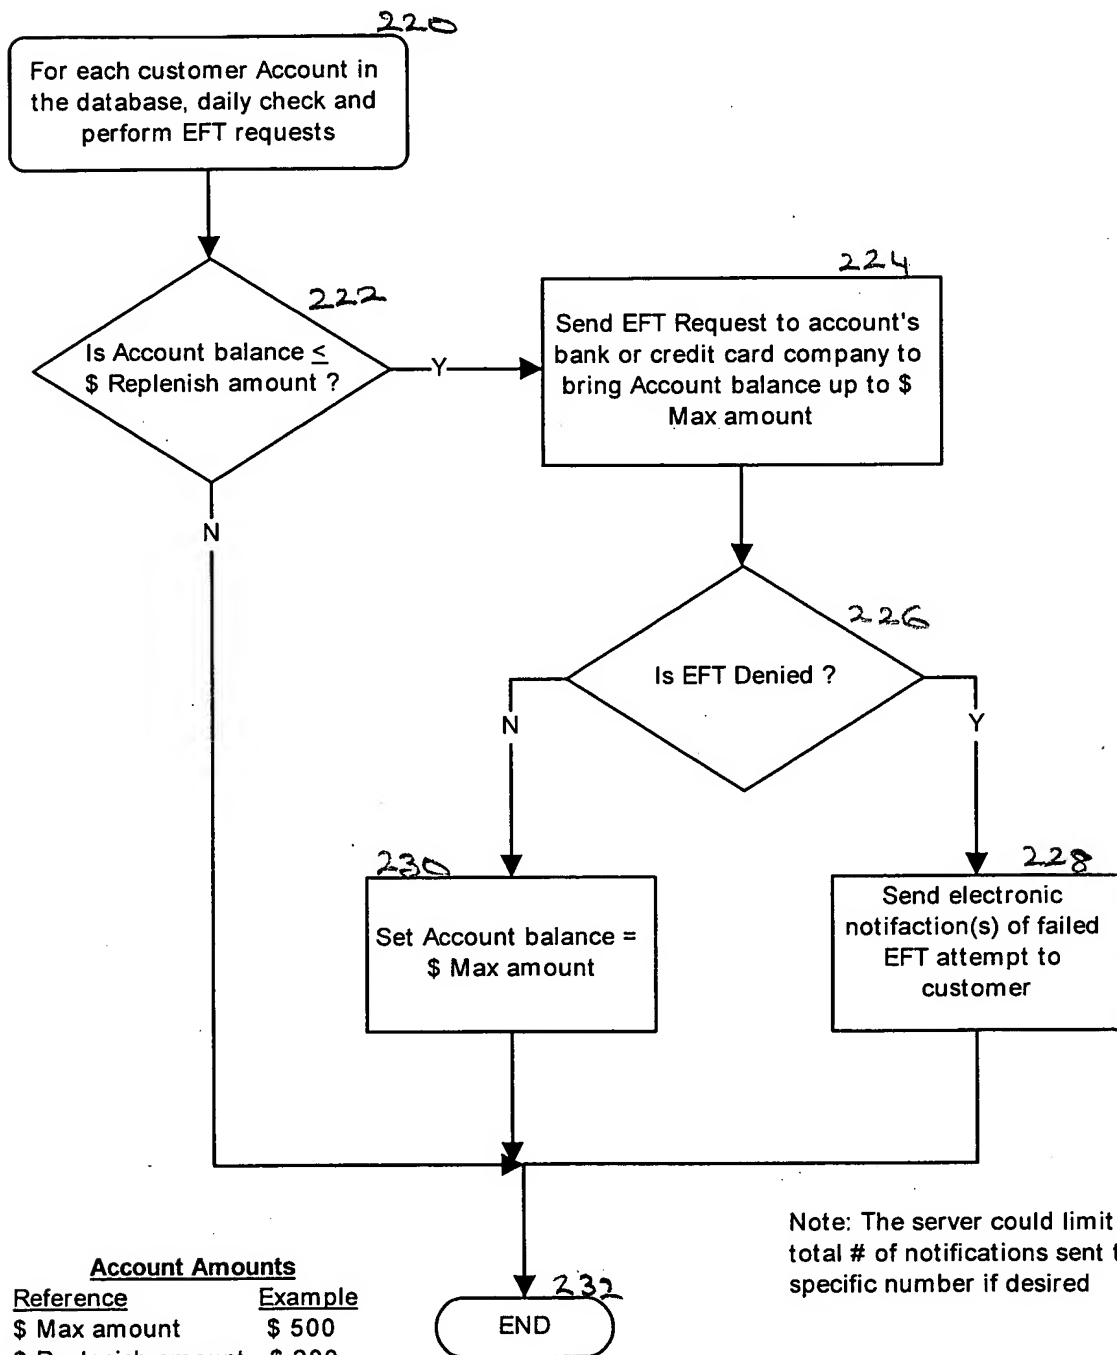 220
For each customer Account in
the database, daily check and
perform EFT requests
222
Is Account balance ≤
$ Replenish amount ?
Y
N
224
Send EFT Request to account's
bank or credit card company to
bring Account balance up to $
Max amount
226
Is EFT Denied ?
N
Y
230
Set Account balance =
$ Max amount
228
Send electronic
notifaction(s) of failed
EFT attempt to
customer
Note: The server could limit
total # of notifications sent
specific number if desired
Account Amounts
Reference Example
$ Max amount $ 500
$ Replenish amount $ 200
232
END